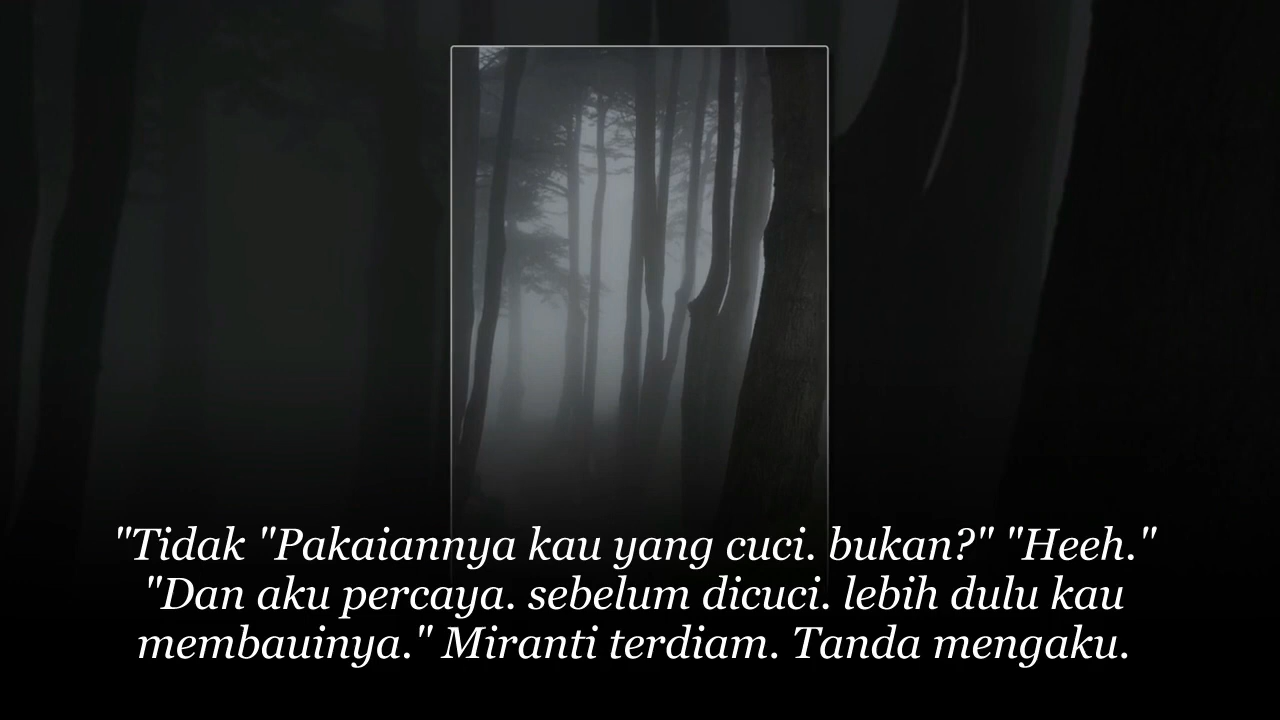 "Tidak "Pakaiannya kau yang cuci. bukan?" "Heeh."
"Dan aku percaya. sebelum dicuci. lebih dulu kau
membauinya." Miranti terdiam. Tanda mengaku.